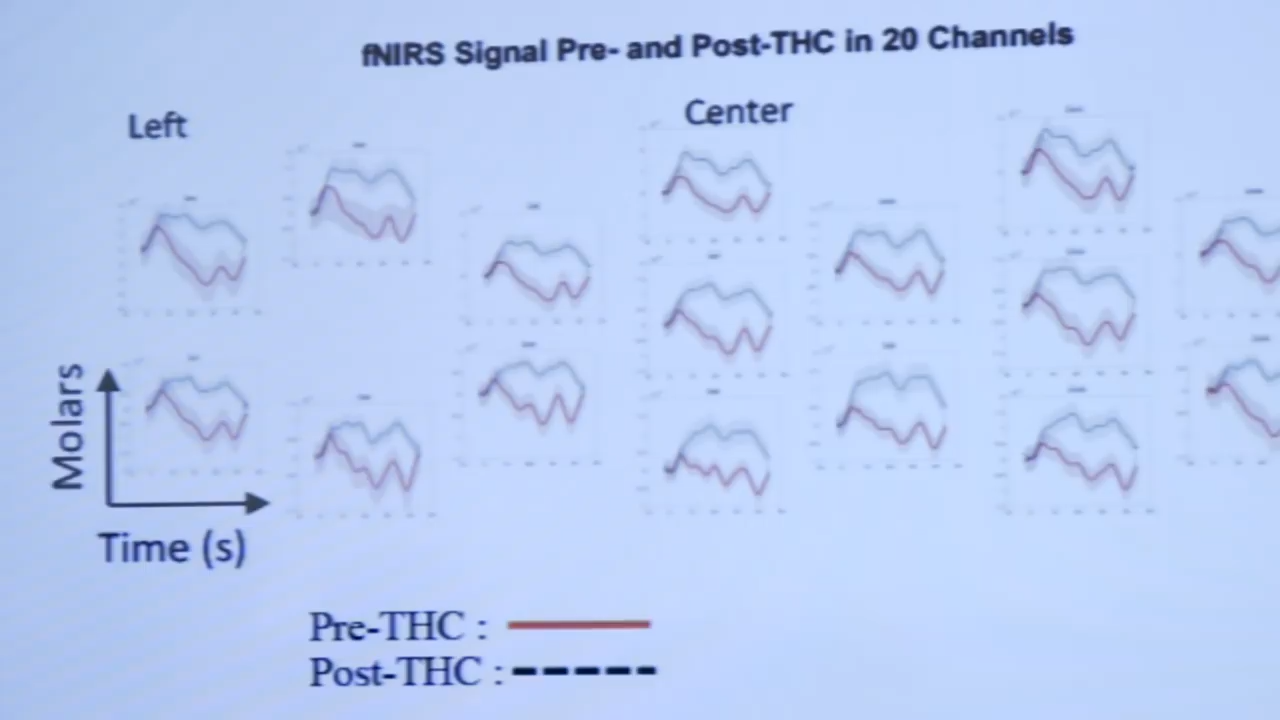 fNIRS Signal Pre- and Post-THC in 20 Channels
Left
Center
Molars
Time (s)
Pre-THC :
Post-THC :